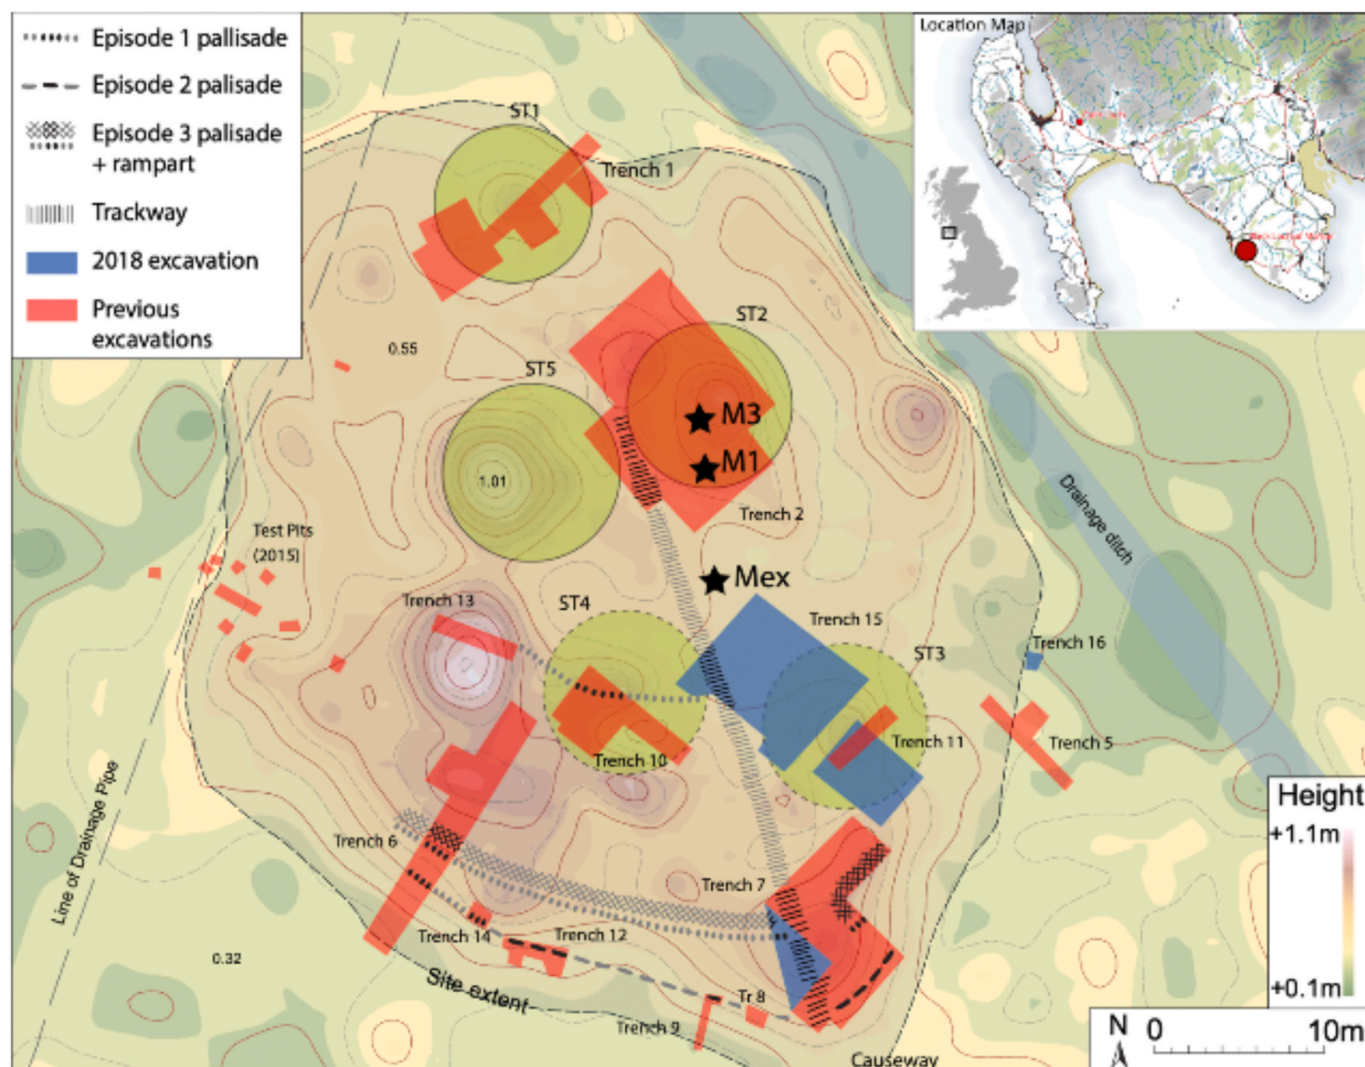 Episode 1 pallisade
Episode 2 palisade
Episode 3 palisade
+ rampart
Trackway
2018 excavation
Previous
excavations
Location Map
ST1
Trench 1
ST2
0.55
ST5
M3
M1
1.01
Trench 2
Drainage ditch
Test Pits
(2015)
Mex
Trench 13
ST4
Trench 15
ST3
Trench 16
Trench 11
Trench 5
Trench 10
Line of Drainage Pipe
Trench 6
Trench 7
Trench 14
Trench 12
0.32
Site extent
Tr 8
Trench 9
Causeway
Height
+1.1m
+0.1m
N
0
10m